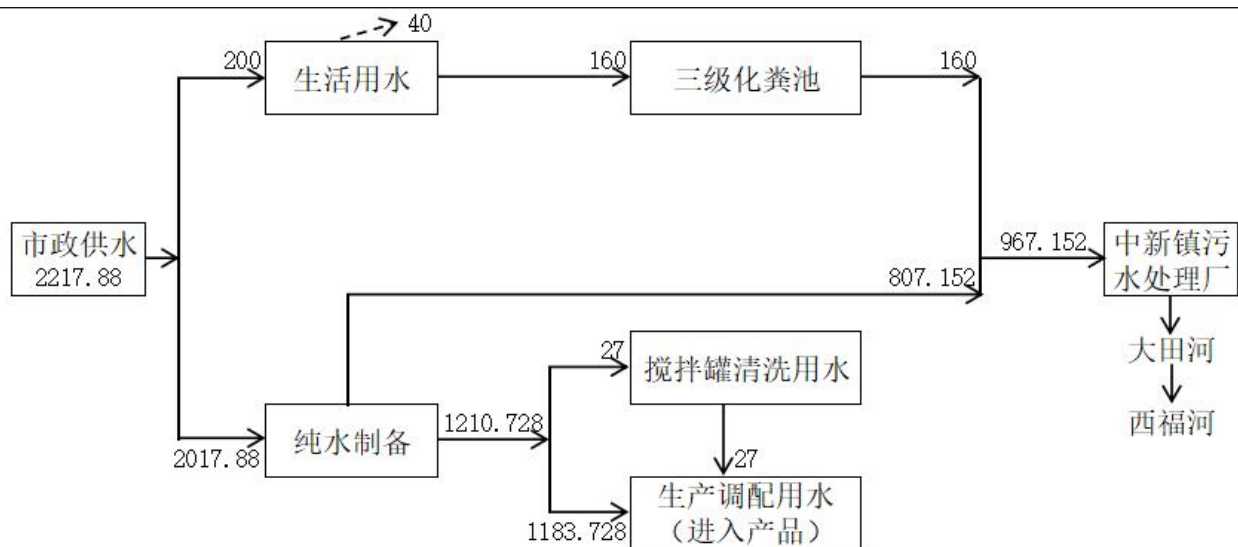 40
200
生活用水
160
三级化粪池
160
市政供水
2217.88
967.152
中新镇污
水处理厂
807.152
大田河
西福河
27
搅拌罐清洗用水
纯水制备
1210.728
2017.88
27
生产调配用水
（进入产品）
1183.728